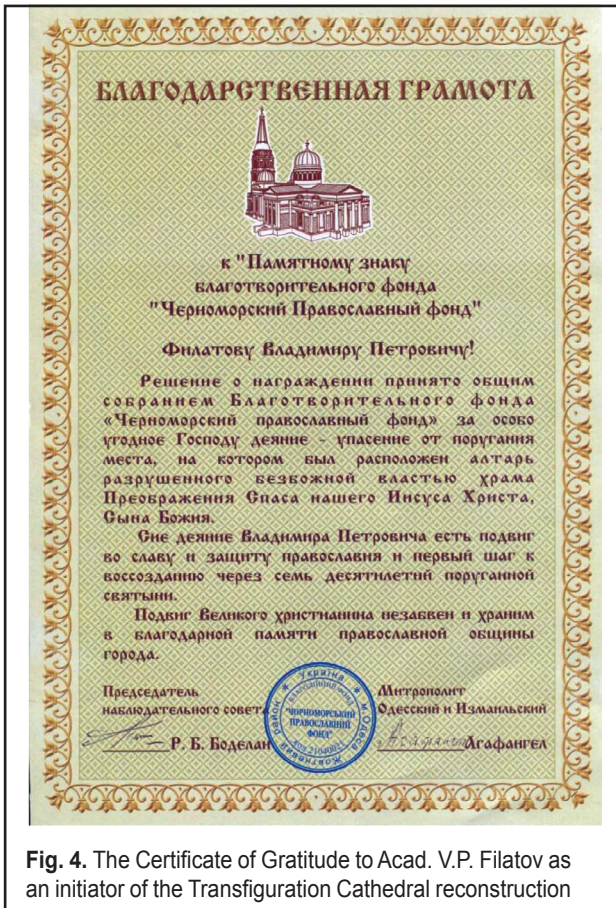 БЛАГОДАРСТВЕННАЯ ГРАМОТА
к "Памятному знаку
благотворительного фонда
"Черноморский Православный фонд"
Филатову Владимиру Петровичу!
Решение о награждении принято общим
собранием Благотворительного фонда
«Черноморский православный фонд» за особо
угодное Господу деяние - упасение от поругания
места, на котором был расположен алтарь
разрушенного безбожной властью храма
Преображения Спаса нашего Иисуса Христа,
Сына Божия.
Сие деяние Владимира Петровича есть подвиг
во славу и защиту православия и первый шаг к
воссозданию через семь десятилетий поруганной
святыни.
Подвиг Великого христианина незабвен и храним
в благодарной памяти православной общины
города.
Председатель
наблюдательного совета
Р. Б. Боделан
Україна * м.Одеса * Жовтневий район *
БЛАГОДІЙНИЙ ФОНД
"ЧОРНОМОРСЬКИЙ
ПРАВОСЛАВНИЙ
ФОНД"
Митрополит
Одесский и Измаильский
Агафангел
Fig. 4. The Certificate of Gratitude to Acad. V.P. Filatov as
an initiator of the Transfiguration Cathedral reconstruction